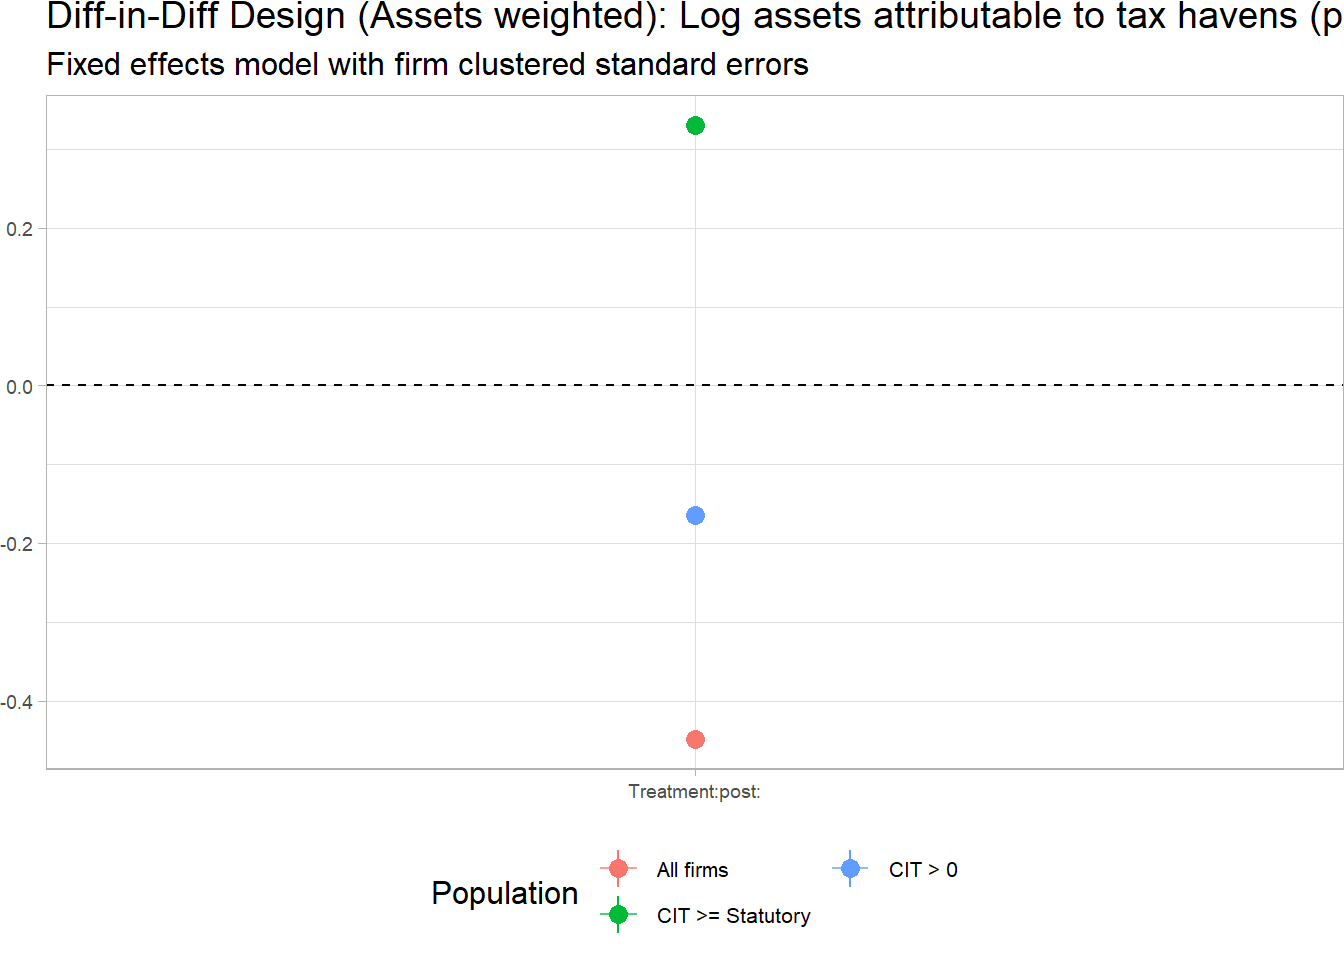 Diff-in-Diff Design (Assets weighted): Log assets attributable to tax havens (p
Fixed effects model with firm clustered standard errors
0.2
0.0
-0.2
-0.4
Treatment:post:
Population
All firms
CIT > 0
CIT >= Statutory